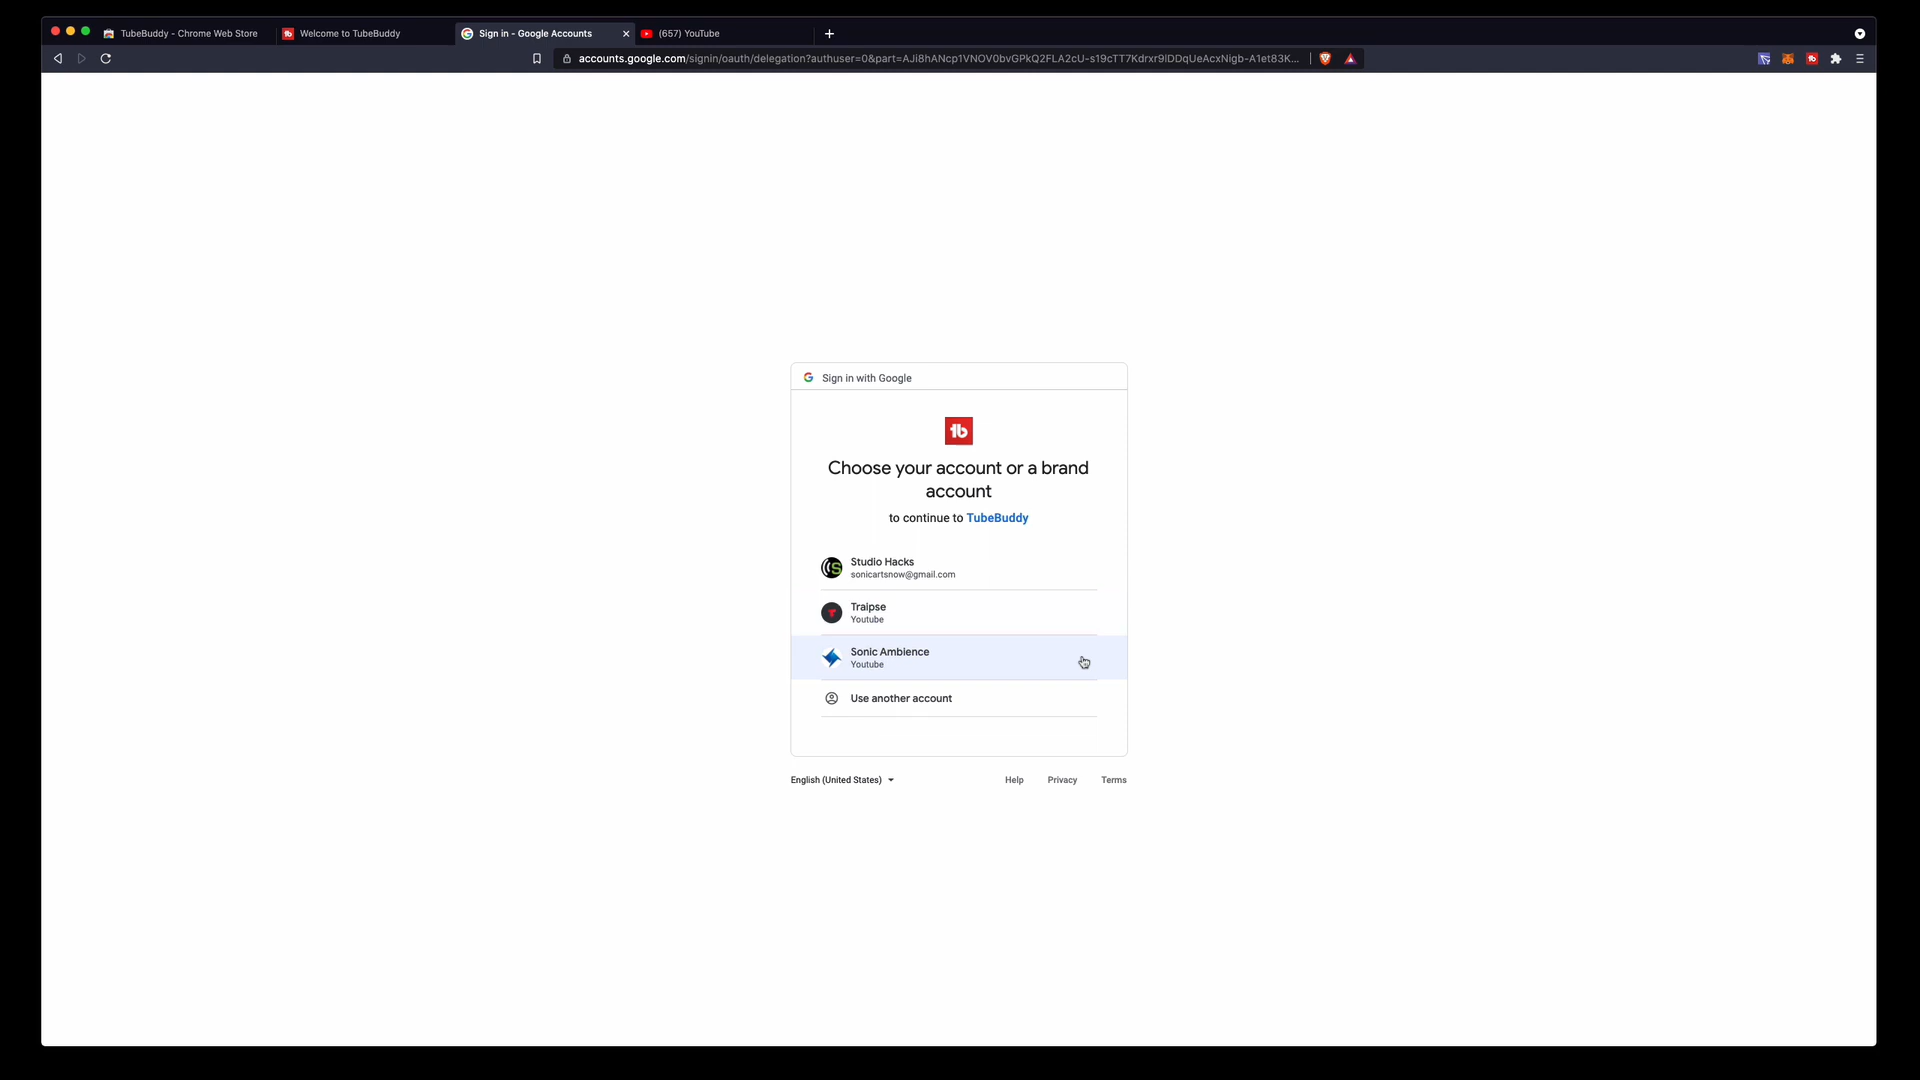 TubeBuddy - Chrome Web Store
Welcome to TubeBuddy
Sign in - Google Accounts
(657) YouTube
accounts.google.com/signin/oauth/delegation?authuser=0&part=AJi8hANcp1VNOV0bvGPkQ2FLA2cU-s19cTT7Kdrxr9lDDqUeAcxNigb-A1et83K...
Sign in with Google
tb
Choose your account or a brand
account
to continue to TubeBuddy
Studio Hacks
sonicartsnow@gmail.com
Traipse
Youtube
Sonic Ambience
Youtube
Use another account
English (United States)
Help
Privacy
Terms